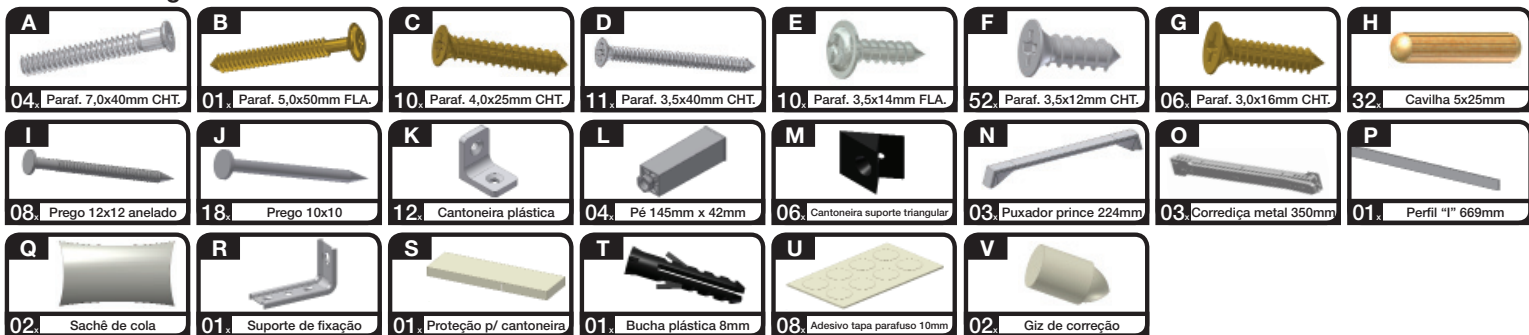 A
04x Paraf. 7,0x40mm CHT.
B
01x Paraf. 5,0x50mm FLA.
C
10x Paraf. 4,0x25mm CHT.
D
11x Paraf. 3,5x40mm CHT.
E
10x Paraf. 3,5x14mm FLA.
F
52x Paraf. 3,5x12mm CHT.
G
06x Paraf. 3,0x16mm CHT.
H
32x Cavilha 5x25mm
I
08x Prego 12x12 anelado
J
18x Prego 10x10
K
12x Cantoneira plástica
L
04x Pé 145mm x 42mm
M
06x Cantoneira suporte triangular
N
03x Puxador prince 224mm
O
03x Corrediça metal 350mm
P
01x Perfil “I” 669mm
Q
02x Sachê de cola
R
01x Suporte de fixação
S
01x Proteção p/ cantoneira
T
01x Bucha plástica 8mm
U
08x Adesivo tapa parafuso 10mm
V
02x Giz de correção